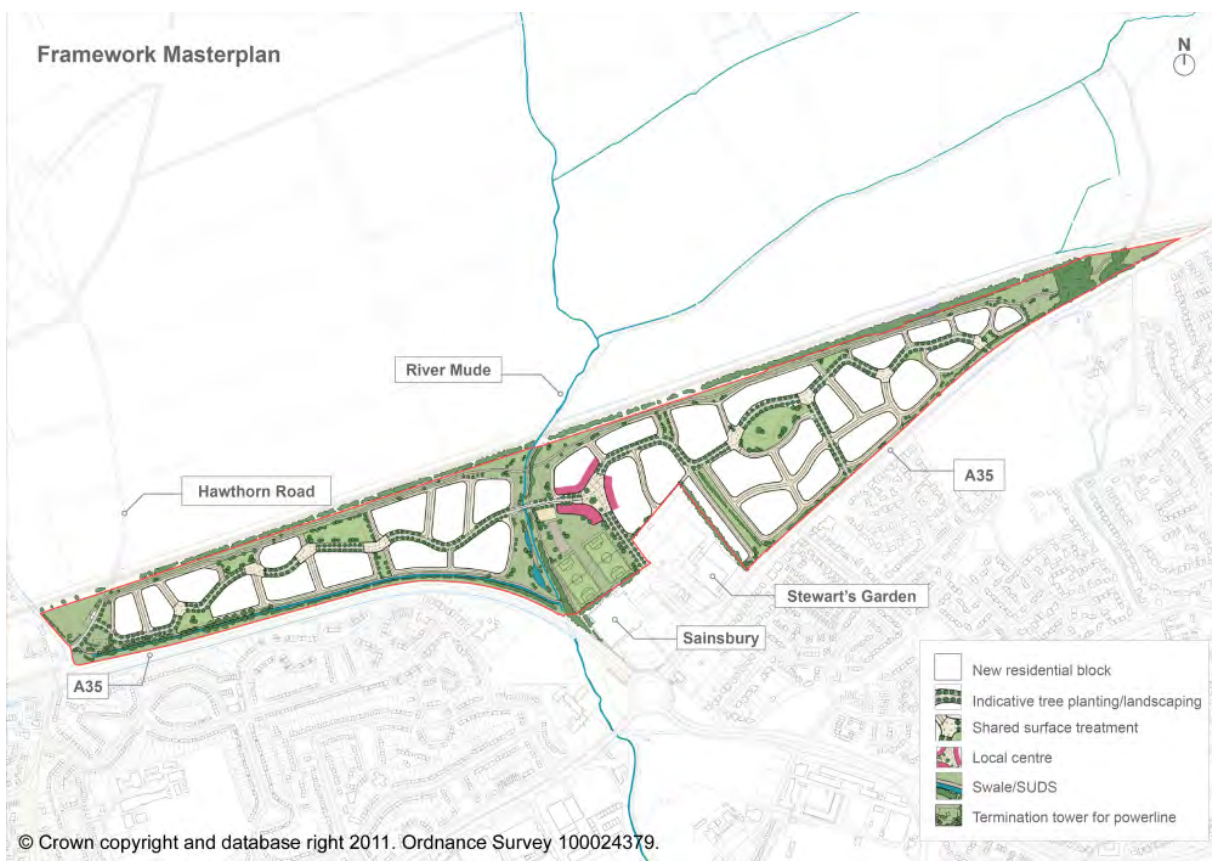 Framework Masterplan
N
River Mude
Hawthorn Road
A35
Stewart's Garden
Sainsbury
A35
New residential block
Indicative tree planting/landscaping
Shared surface treatment
Local centre
Swale/SUDS
Termination tower for powerline
© Crown copyright and database right 2011. Ordnance Survey 100024379.